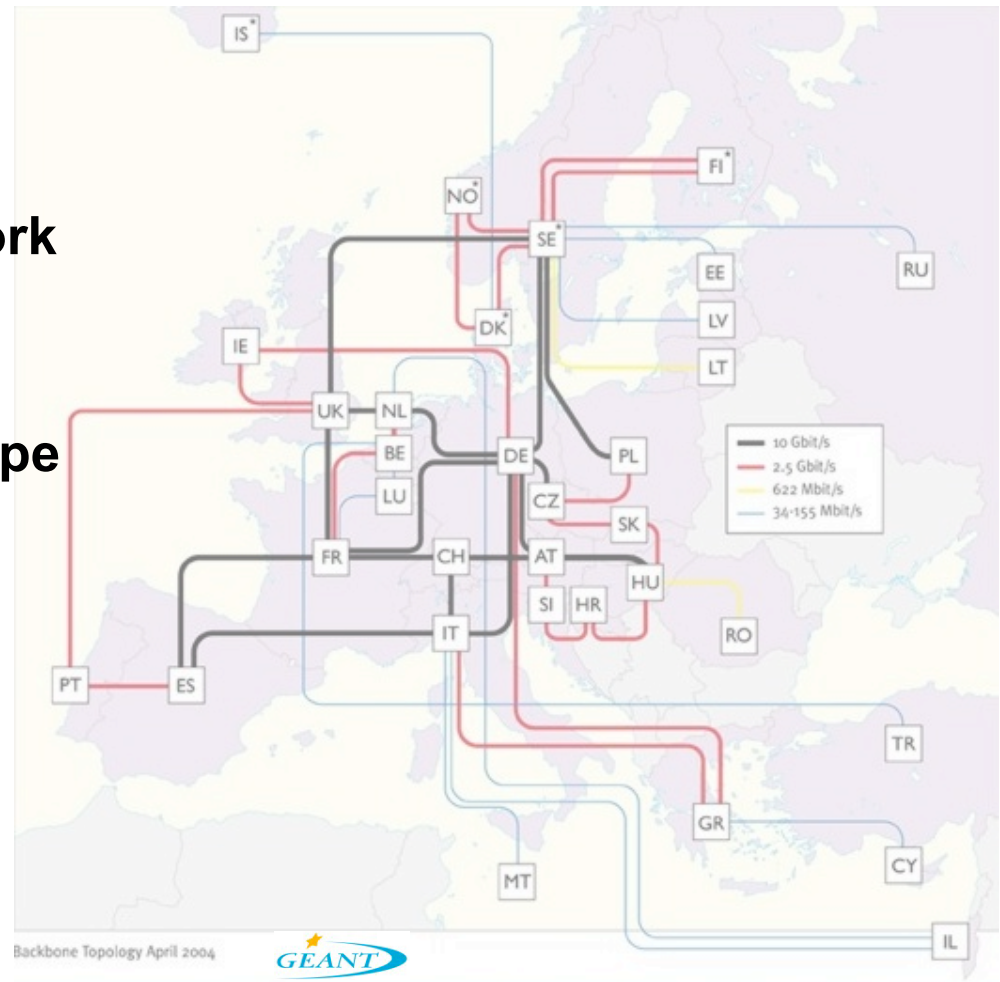 IS*
FI*
NO*
ork
SE*
EE
RU
DK*
LV
IE
LT
UK
NL
pe
BE
DE
PL
10 Gbit/s
2.5 Gbit/s
622 Mbit/s
34-155 Mbit/s
LU
CZ
SK
FR
CH
AT
HU
SI
HR
IT
RO
PT
ES
TR
GR
CY
MT
IL
Backbone Topology April 2004
GEANT